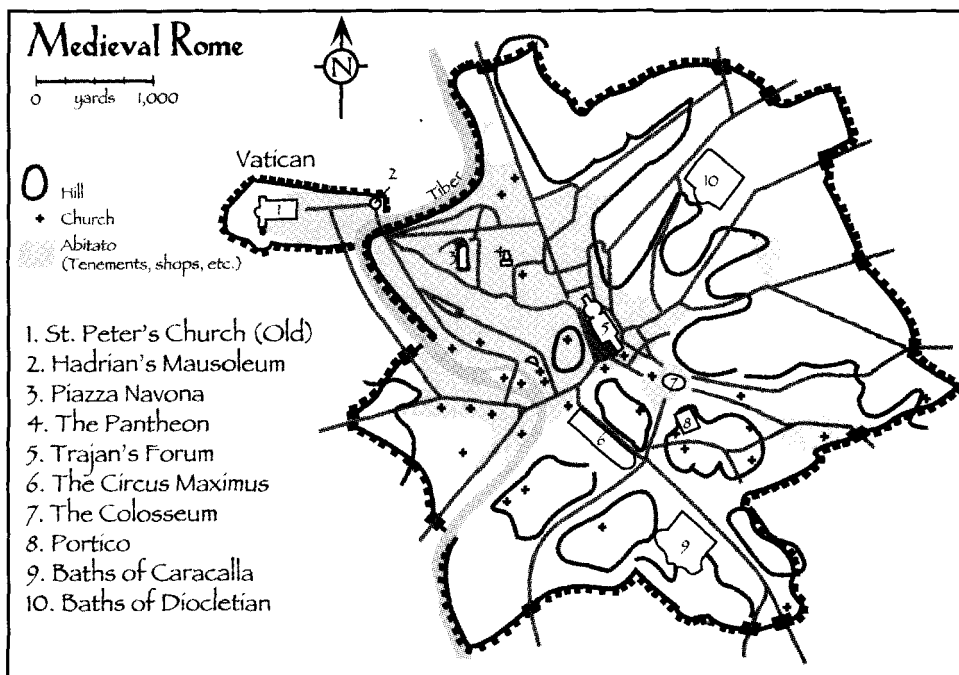 Medieval Rome
0 yards 1,000
N
Hill
Church
Abitato
(Tenements, shops, etc.)
1. St. Peter's Church (Old)
2. Hadrian's Mausoleum
3. Piazza Navona
4. The Pantheon
5. Trajan's Forum
6. The Circus Maximus
7. The Colosseum
8. Portico
9. Baths of Caracalla
10. Baths of Diocletian
Vatican
2
1
Tiber
10
3
4
5
7
6
8
9